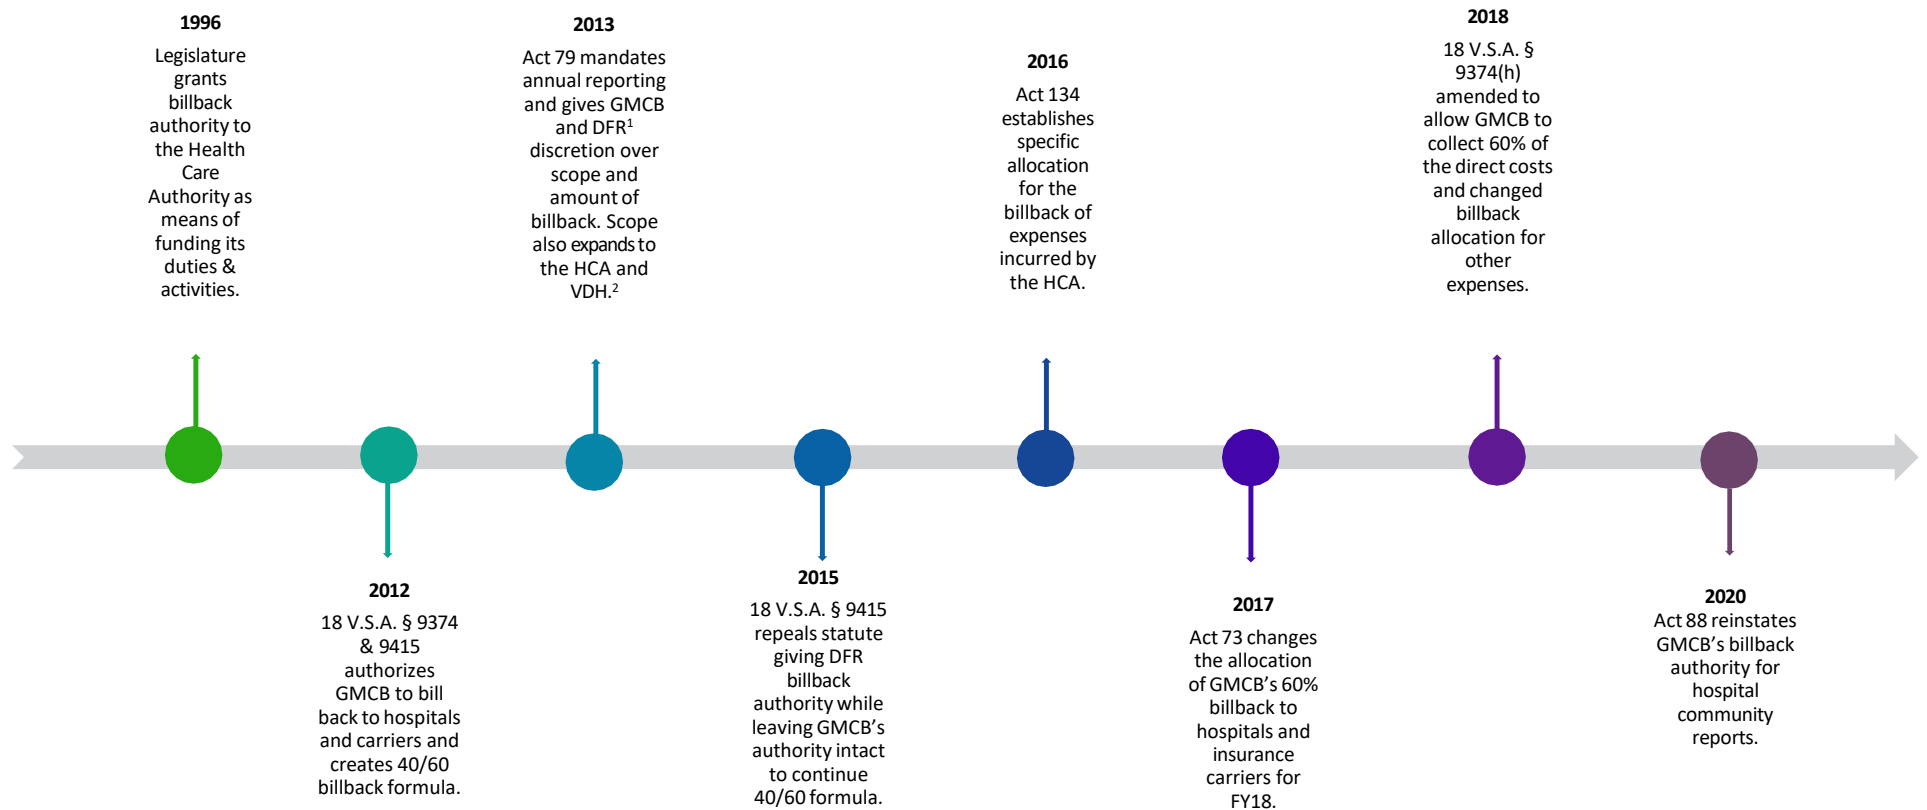 1996
Legislature
grants
billback
authority to
the Health
Care
Authority as
means of
funding its
duties &
activities.
2013
Act 79 mandates
annual reporting
and gives GMCB
and DFR1
discretion over
scope and
amount of
billback. Scope
also expands to
the HCA and
VDH.2
2016
Act 134
establishes
specific
allocation
for the
billback of
expenses
incurred by
the HCA.
2018
18 V.S.A. §
9374(h)
amended to
allow GMCB to
collect 60% of
the direct costs
and changed
billback
allocation for
other
expenses.
2012
18 V.S.A. § 9374
& 9415
authorizes
GMCB to bill
back to hospitals
and carriers and
creates 40/60
billback formula.
2015
18 V.S.A. § 9415
repeals statute
giving DFR
billback
authority while
leaving GMCB’s
authority intact
to continue
40/60 formula.
2017
Act 73 changes
the allocation
of GMCB’s 60%
billback to
hospitals and
insurance
carriers for
FY18.
2020
Act 88 reinstates
GMCB’s billback
authority for
hospital
community
reports.